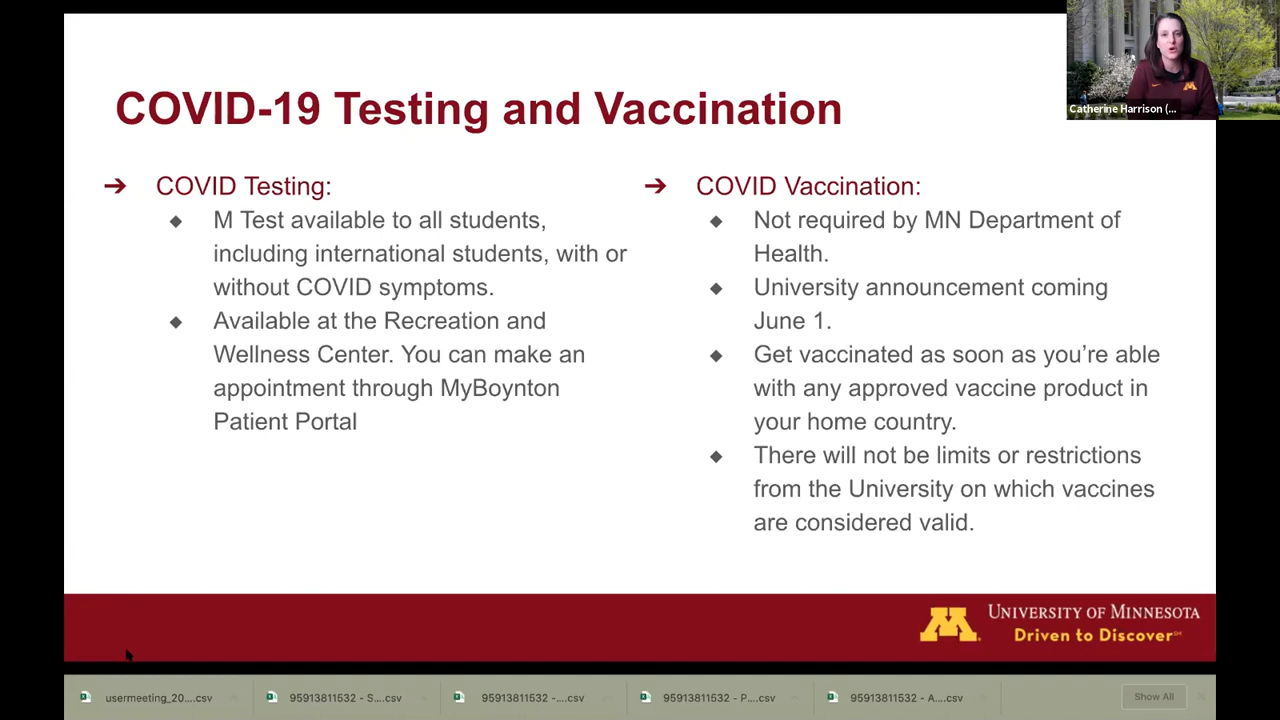 COVID-19 Testing and Vaccination
Catherine Harrison (...
➔ COVID Testing:
◆ M Test available to all students,
including international students, with or
without COVID symptoms.
◆ Available at the Recreation and
Wellness Center. You can make an
appointment through MyBoynton
Patient Portal
➔ COVID Vaccination:
◆ Not required by MN Department of
Health.
◆ University announcement coming
June 1.
◆ Get vaccinated as soon as you're able
with any approved vaccine product in
your home country.
◆ There will not be limits or restrictions
from the University on which vaccines
are considered valid.
M
UNIVERSITY OF MINNESOTA
Driven to Discover℠
usermeeting_20....csv
95913811532 - S....csv
95913811532 -....csv
95913811532 - P....csv
95913811532 - A....csv
Show All